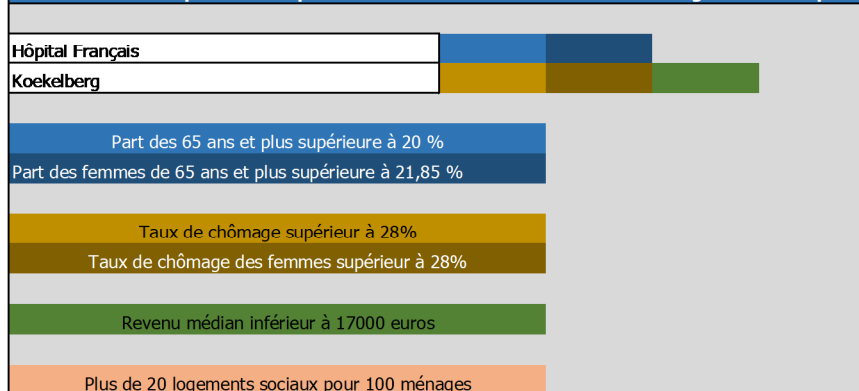 Hôpital Français
Koekelberg
Part des 65 ans et plus supérieure à 20 %
Part des femmes de 65 ans et plus supérieure à 21,85 %
Taux de chômage supérieur à 28%
Taux de chômage des femmes supérieur à 28%
Revenu médian inférieur à 17000 euros
Plus de 20 logements sociaux pour 100 ménages